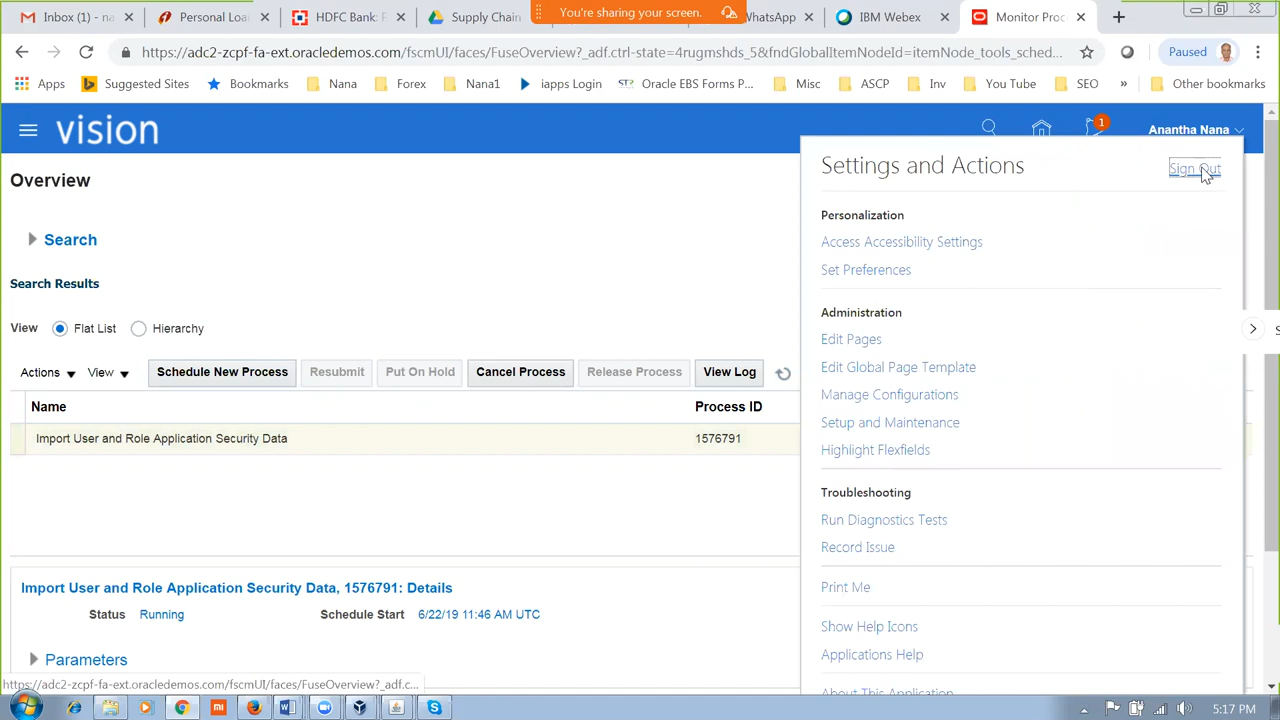 Inbox (1) - na
Personal Loa
HDFC Bank: P
Supply Chain
You're sharing your screen.
WhatsApp
IBM Webex
Monitor Proc
https://adc2-zcpf-fa-ext.oracledemos.com/fscmUI/faces/FuseOverview?_adf.ctrl-state=4rugmshds_5&fndGlobalItemNodeId=itemNode_tools_sched...
Paused
Apps
Suggested Sites
Bookmarks
Nana
Forex
Nana1
iapps Login
Oracle EBS Forms P...
Misc
ASCP
Inv
You Tube
SEO
»
Other bookmarks
vision
1
Anantha Nana
Overview
Settings and Actions
Sign Out
Search
Personalization
Access Accessibility Settings
Set Preferences
Search Results
Administration
View
Flat List
Hierarchy
Edit Pages
Edit Global Page Template
Manage Configurations
Setup and Maintenance
Highlight Flexfields
Actions
View
Schedule New Process
Resubmit
Put On Hold
Cancel Process
Release Process
View Log
Name
Process ID
Import User and Role Application Security Data
1576791
Troubleshooting
Run Diagnostics Tests
Record Issue
Print Me
Show Help Icons
Applications Help
About This Application
Import User and Role Application Security Data, 1576791: Details
Status
Running
Schedule Start
6/22/19 11:46 AM UTC
Parameters
https://adc2-zcpf-fa-ext.oracledemos.com/fscmUI/faces/FuseOverview?_adf.c...
5:17 PM